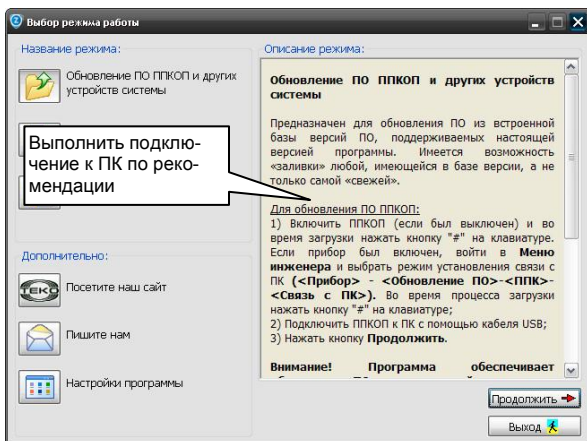 Выбор режима работы
Название режима:
Обновление ПО ППКОП и других
устройств системы
Выполнить подклю-
чение к ПК по реко-
мендации
Дополнительно:
ТЕКО
Посетите наш сайт
Пишите нам
Настройки программы
Описание режима:
Обновление ПО ППКОП и других устройств
системы
Предназначен для обновления ПО из встроенной
базы версий ПО, поддерживаемых настоящей
версией программы. Имеется возможность
«заливки» любой, имеющейся в базе версии, а не
только самой «свежей».
Для обновления ПО ППКОП:
1) Включить ППКОП (если был выключен) и во
время загрузки нажать кнопку "#" на клавиатуре.
Если прибор был включен, войти в Меню
инженера и выбрать режим установления связи с
ПК (<Прибор> - <Обновление ПО>-<ППК>-
<Связь с ПК>). Во время процесса загрузки
нажать кнопку "#" на клавиатуре;
2) Подключить ППКОП к ПК с помощью кабеля USB;
3) Нажать кнопку Продолжить.
Внимание! Программа обеспечивает
Продолжить
Выход